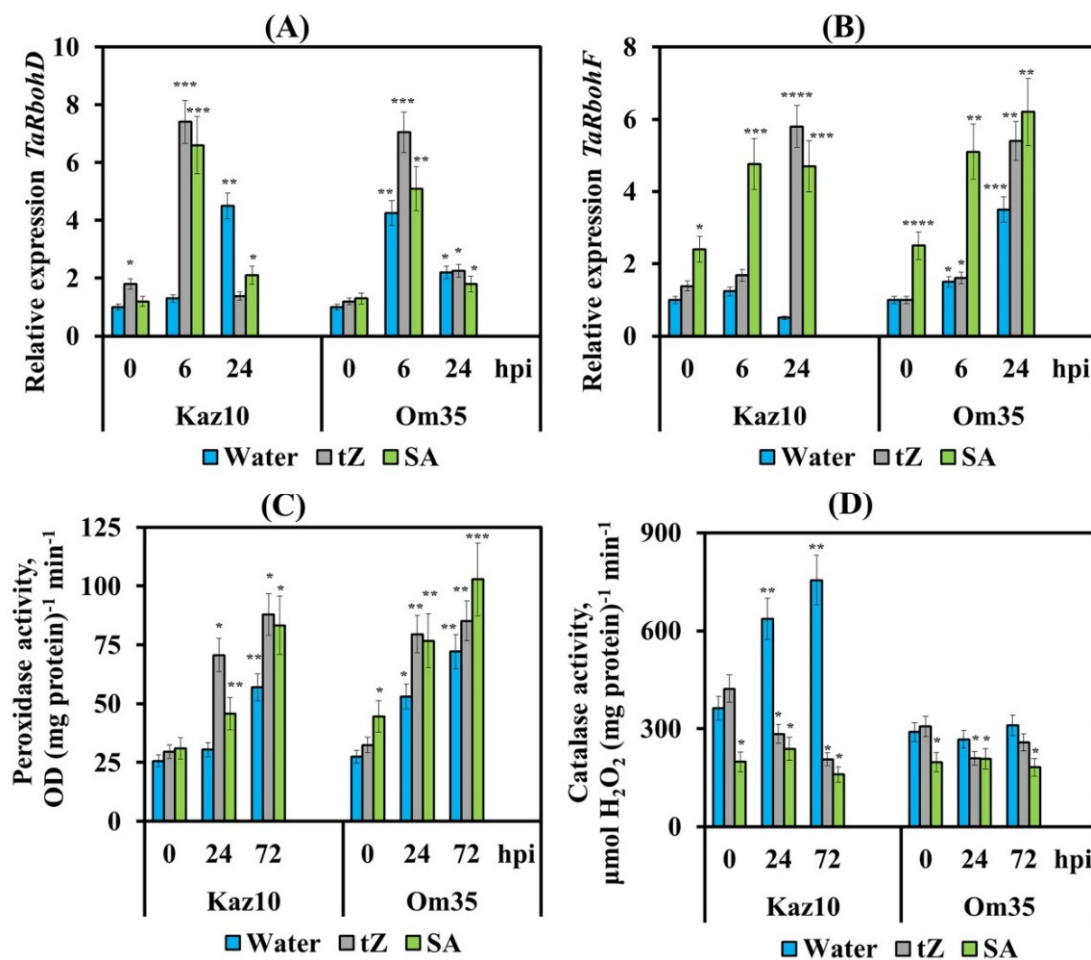 (A)
Relative expression TaRbohD
10
8
6
4
2
0
* *** *** ** * ** *** ** * * *
0 6 24 0 6 24 hpi
Kaz10 Om35
Water tZ SA
(B)
Relative expression TaRbohF
8
6
4
2
0
* *** **** *** **** * * ** *** ** **
0 6 24 0 6 24 hpi
Kaz10 Om35
Water tZ SA
(C)
Peroxidase activity,
OD (mg protein)-1 min-1
125
100
75
50
25
0
* ** ** * * * * ** ** ** ** ***
0 24 72 0 24 72 hpi
Kaz10 Om35
Water tZ SA
(D)
Catalase activity,
µmol H2O2 (mg protein)-1 min-1
900
600
300
0
* ** * * ** * * * * * *
0 24 72 0 24 72 hpi
Kaz10 Om35
Water tZ SA